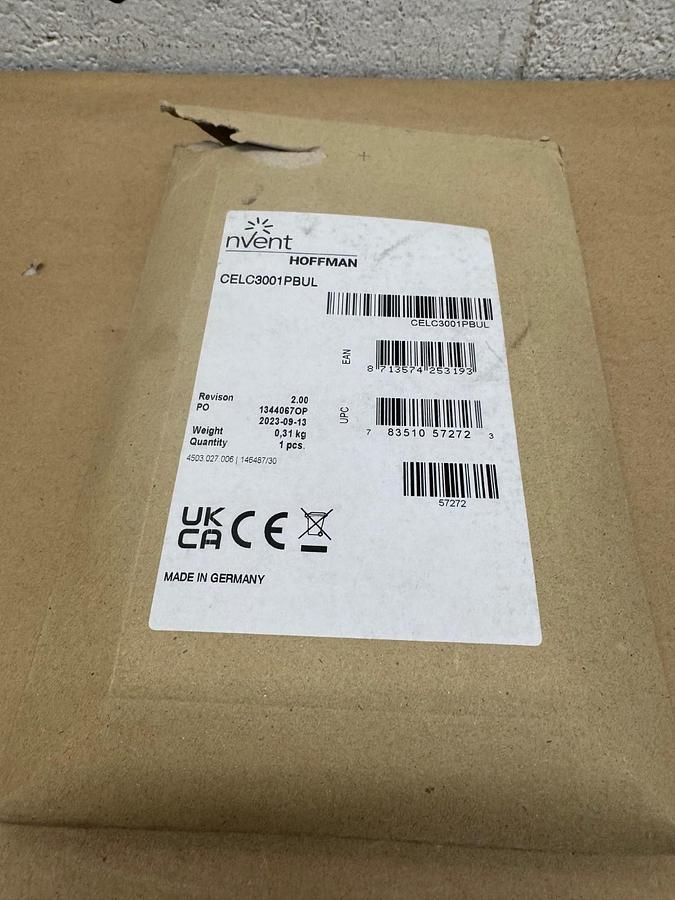 nVent
HOFFMAN
CELC3001PBUL
CELC3001PBUL
EAN
8 713574 253193
Revison 2.00
PO 1344067OP
2023-09-13
Weight 0,31 kg
Quantity 1 pcs.
4503.027.006 | 146487/30
UPC
7 83510 57272 3
57272
UK
CA CE
MADE IN GERMANY